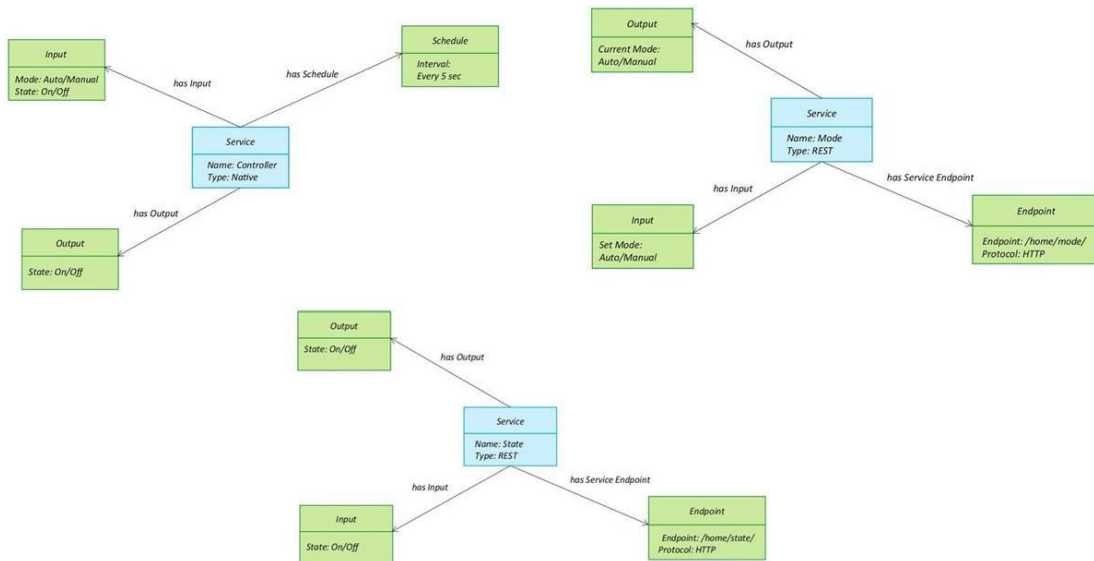 Input
Mode: Auto/Manual
State: On/Off
has Input
has Schedule
Schedule
Interval:
Every 5 sec
Service
Name: Controller
Type: Native
has Output
Output
State: On/Off
Output
Current Mode:
Auto/Manual
has Output
Service
Name: Mode
Type: REST
has Input
has Service Endpoint
Input
Set Mode:
Auto/Manual
Endpoint
Endpoint: /home/mode/
Protocol: HTTP
Output
State: On/Off
has Output
Service
Name: State
Type: REST
has Input
has Service Endpoint
Input
State: On/Off
Endpoint
Endpoint: /home/state/
Protocol: HTTP